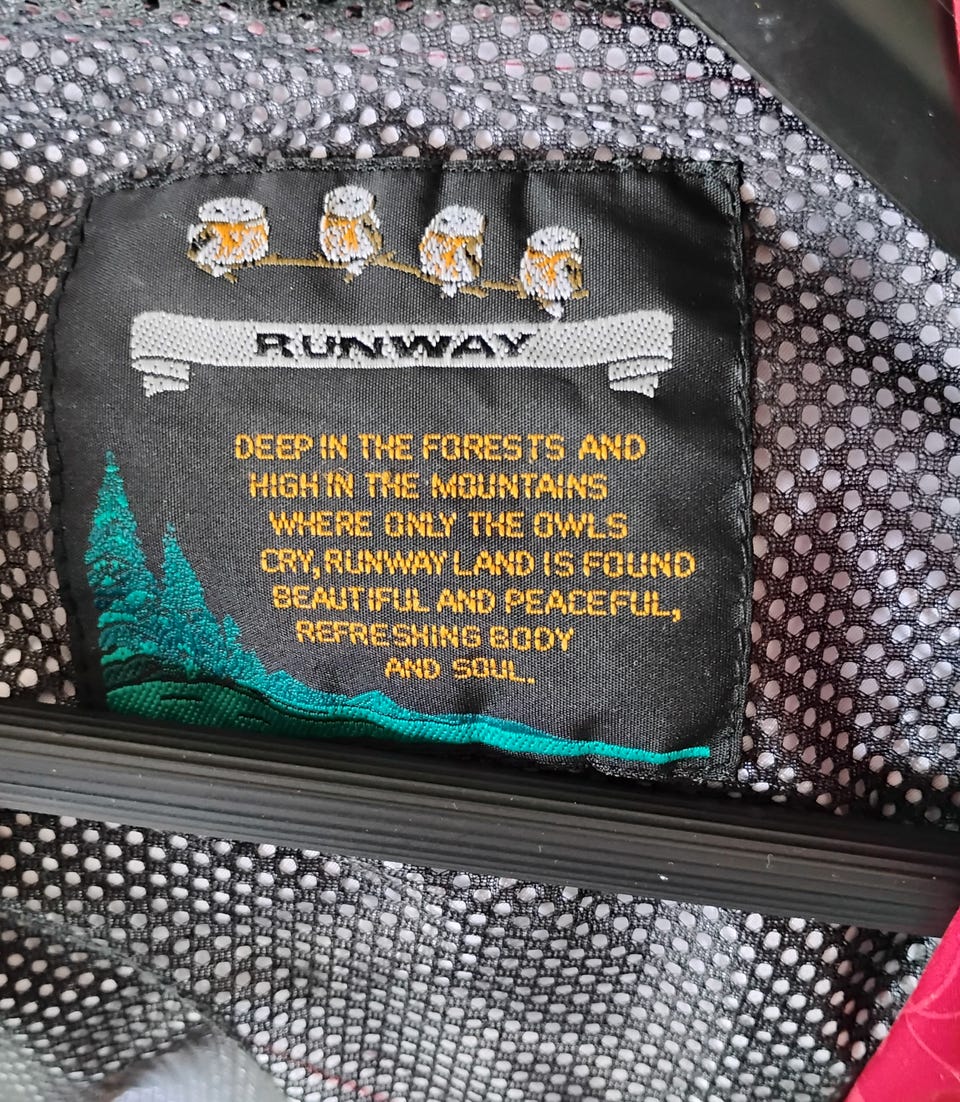 RUNWAY
DEEP IN THE FORESTS AND
HIGH IN THE MOUNTAINS
WHERE ONLY THE OWLS
CRY, RUNWAY LAND IS FOUND
BEAUTIFUL AND PEACEFUL,
REFRESHING BODY
AND SOUL.